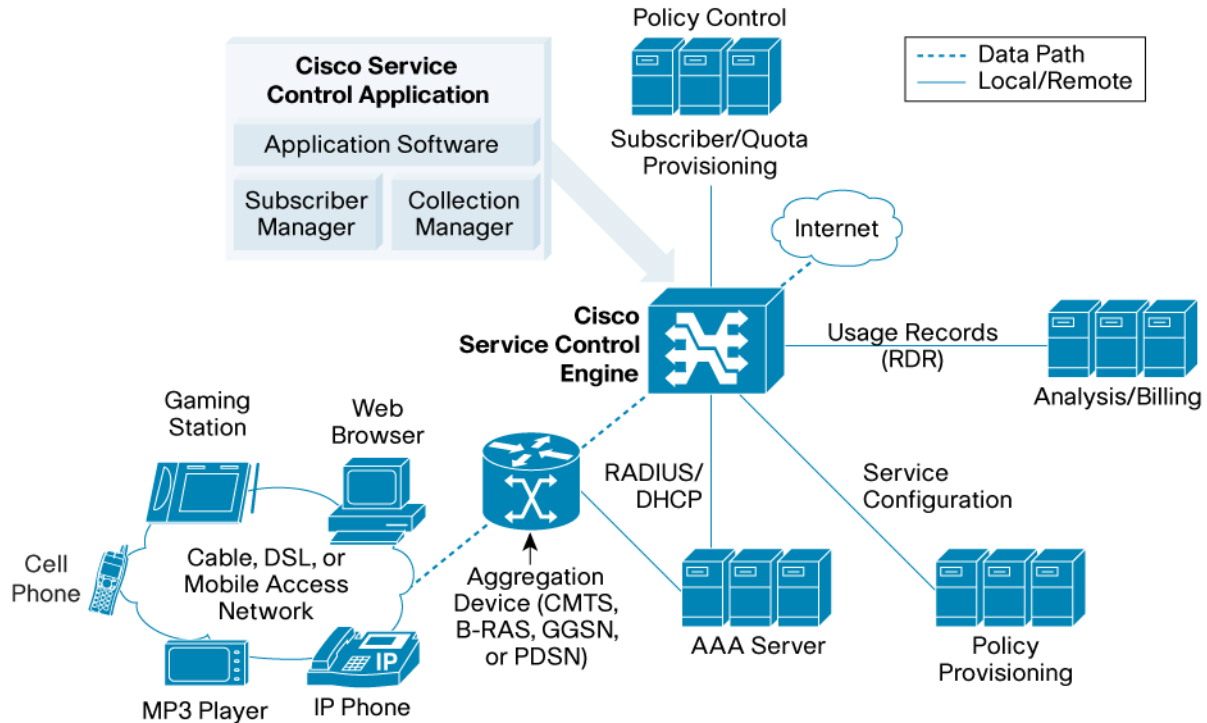 Policy Control
Data Path
Local/Remote
Cisco Service
Control Application
Application Software
Subscriber
Manager
Collection
Manager
Subscriber/Quota
Provisioning
Internet
Cisco
Service Control
Engine
Usage Records
(RDR)
Analysis/Billing
Gaming
Station
Web
Browser
RADIUS/
DHCP
Service
Configuration
Cell
Phone
Cable, DSL, or
Mobile Access
Network
Aggregation
Device (CMTS,
B-RAS, GGSN,
or PDSN)
AAA Server
Policy
Provisioning
IP
MP3 Player
IP Phone